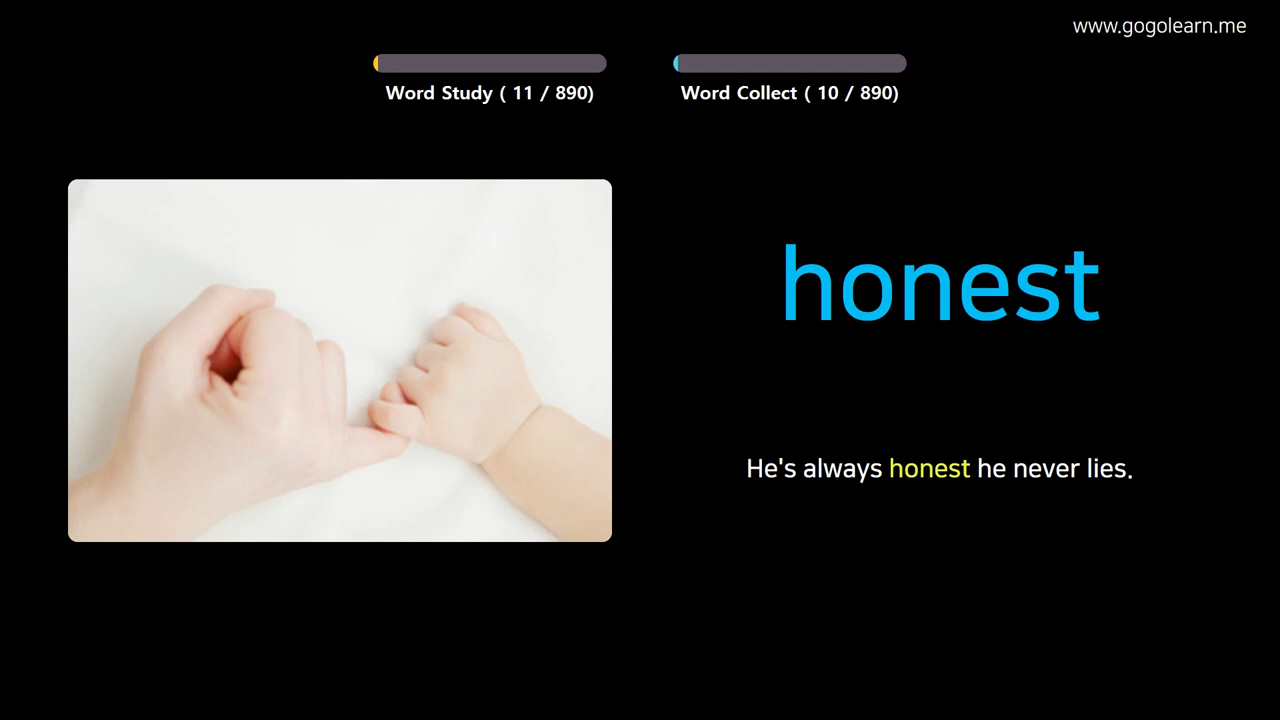 www.gogolearn.me
Word Study ( 11 / 890)
Word Collect ( 10 / 890)
honest
He's always honest he never lies.